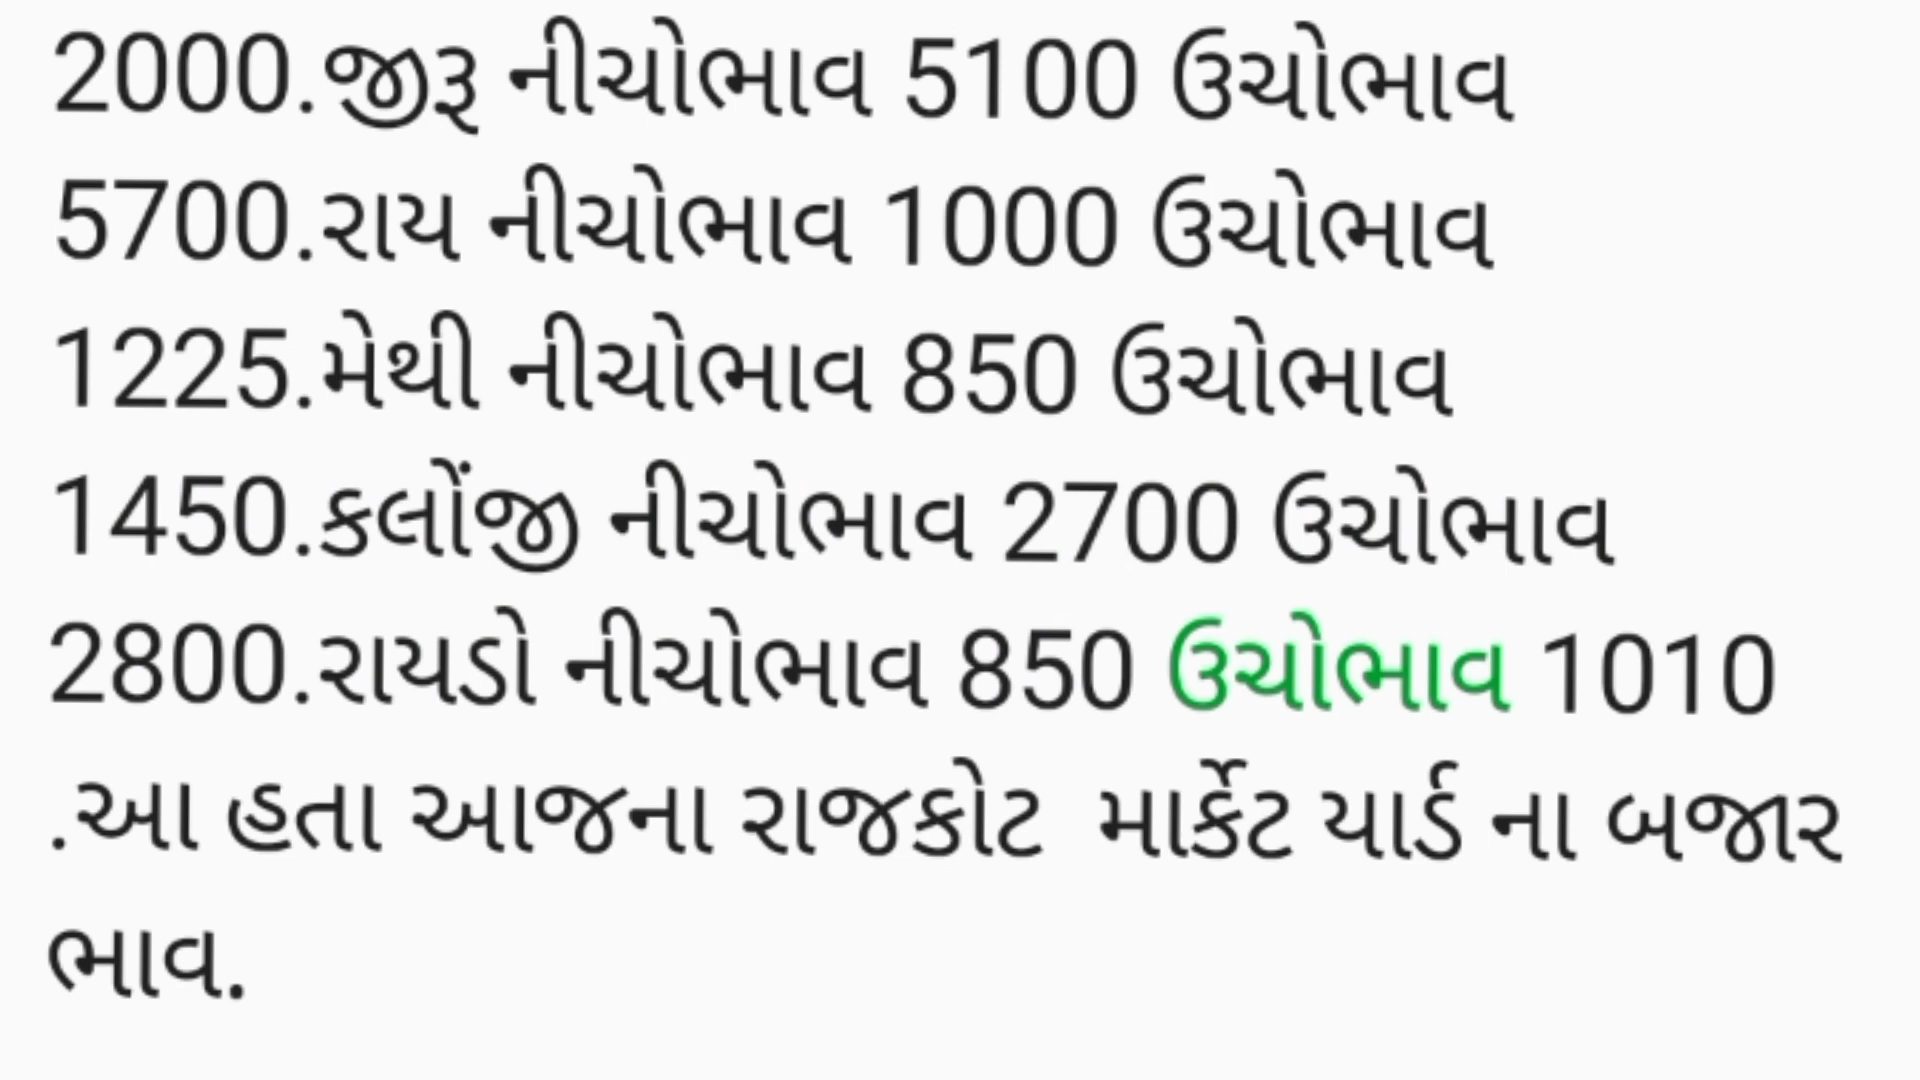 2000.જીરૂ નીચોભાવ 5100 ઉચોભાવ
5700.રાય નીચોભાવ 1000 ઉચોભાવ
1225.મેથી નીચોભાવ 850 ઉચોભાવ
1450.કલોંજી નીચોભાવ 2700 ઉચોભાવ
2800.રાયડો નીચોભાવ 850 ઉચોભાવ 1010
.આ હતા આજના રાજકોટ  માર્કેટ યાર્ડ ના બજાર
ભાવ.